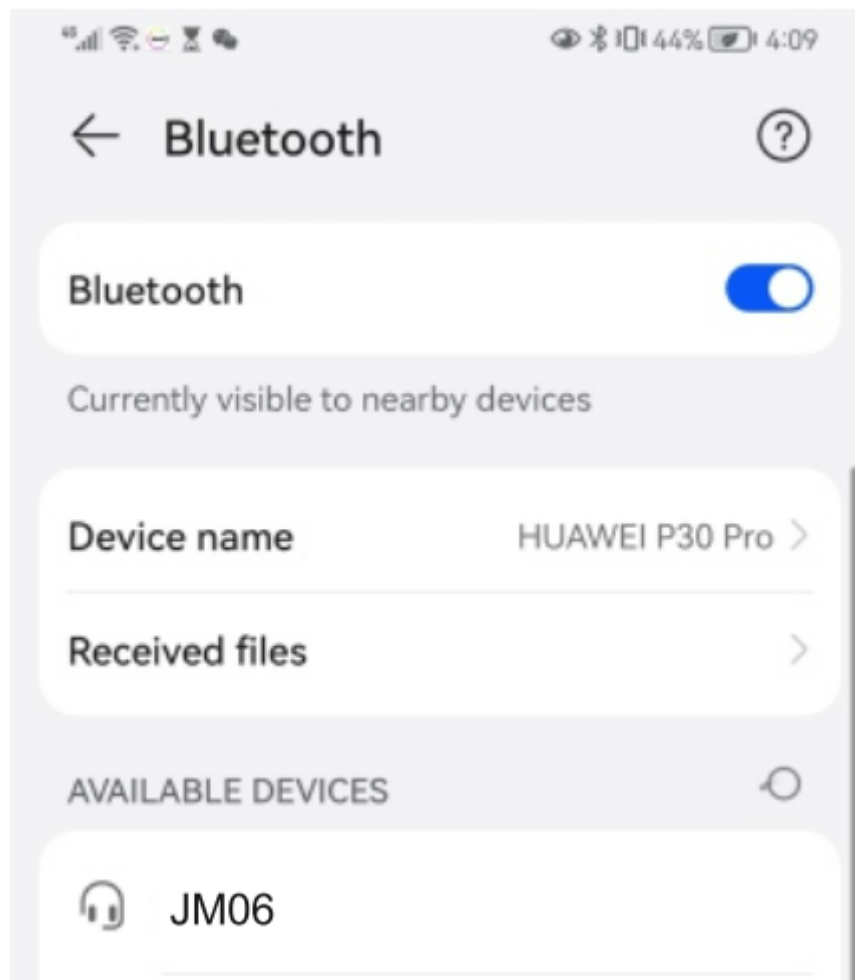 44% 4:09
Bluetooth
Bluetooth
Currently visible to nearby devices
Device name HUAWEI P30 Pro
Received files
AVAILABLE DEVICES
JM06